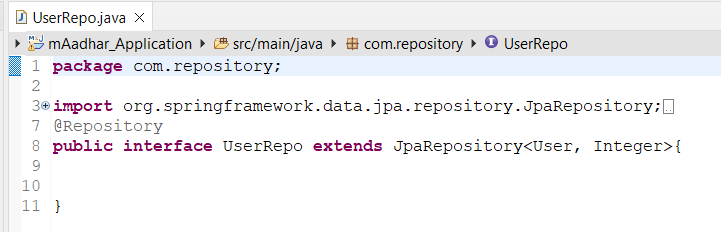 UserRepo.java
mAadhar_Application src/main/java com.repository UserRepo
1 package com.repository;
2
3 import org.springframework.data.jpa.repository.JpaRepository;
7 @Repository
8 public interface UserRepo extends JpaRepository<User, Integer>{
9
10
11 }